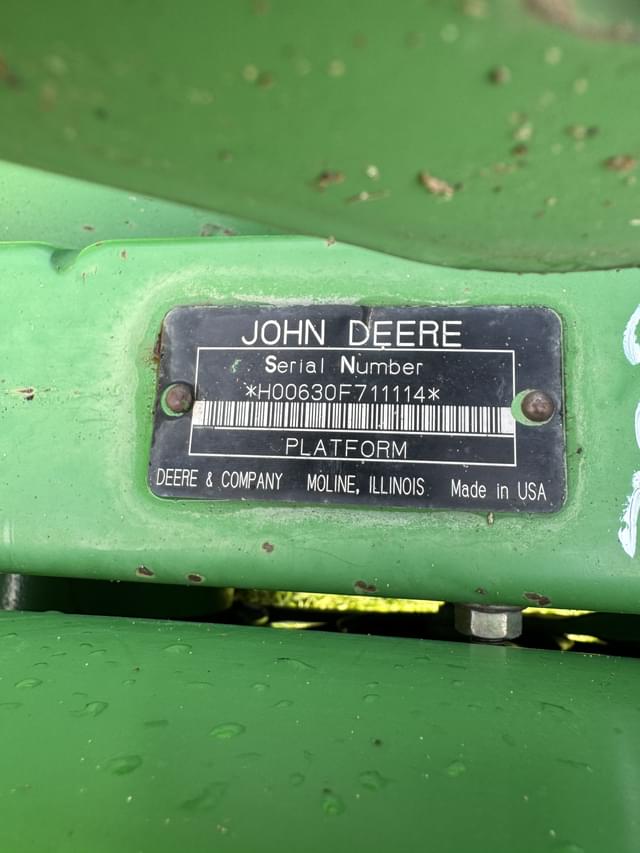 JOHN DEERE
Serial Number
*H00630F711114*
PLATFORM
DEERE & COMPANY MOLINE, ILLINOIS Made in USA